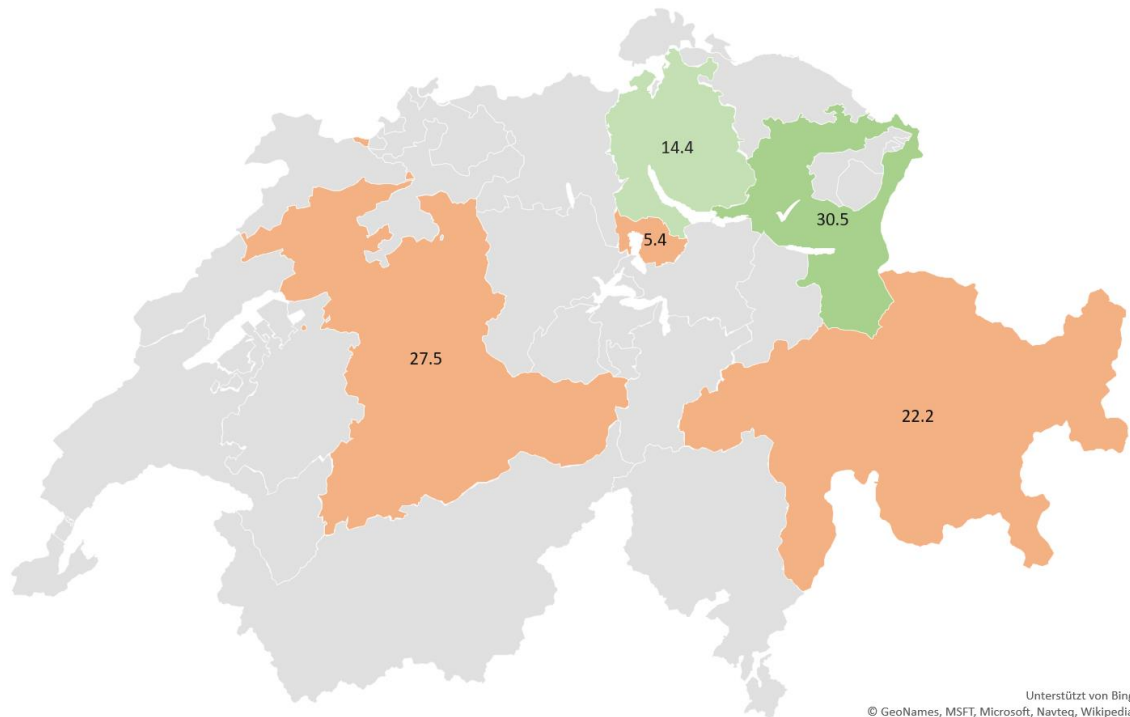 14.4
30.5
5.4
27.5
22.2
Unterstützt von Bing
© GeoNames, MSFT, Microsoft, Navteq, Wikipedia